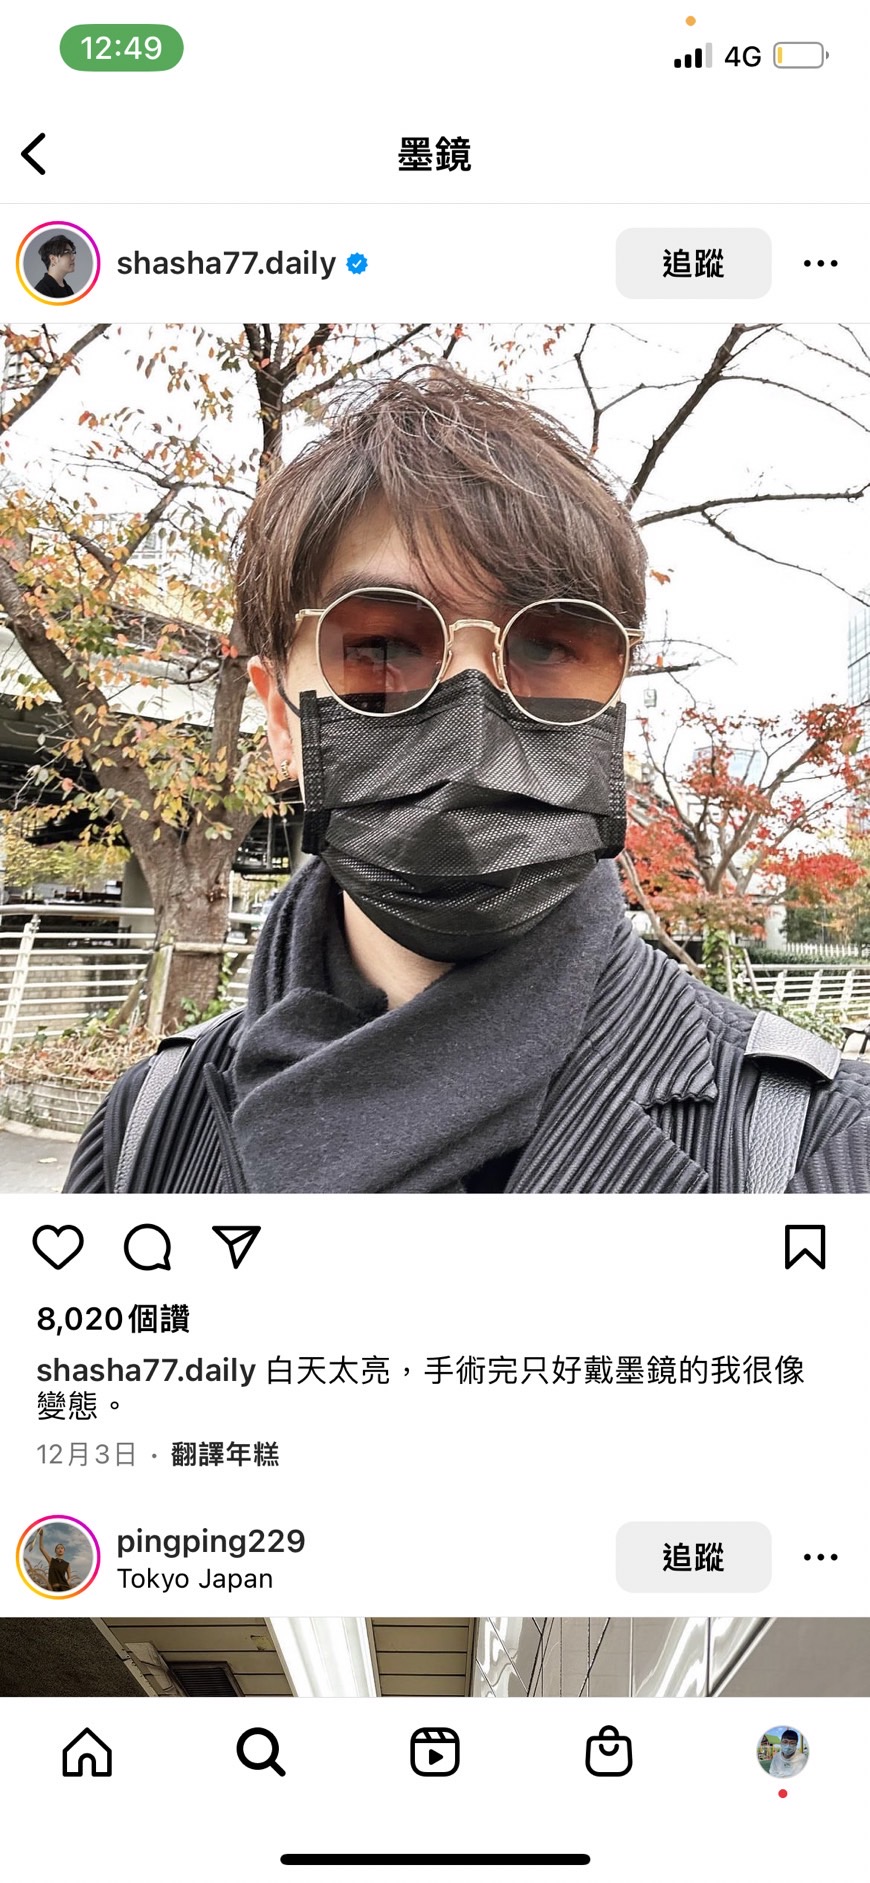 12:49
4G
墨鏡
shasha77.daily
追蹤
8,020個讚
shasha77.daily 白天太亮，手術完只好戴墨鏡的我很像
變態。
12月3日 · 翻譯年糕
pingping229
Tokyo Japan
追蹤